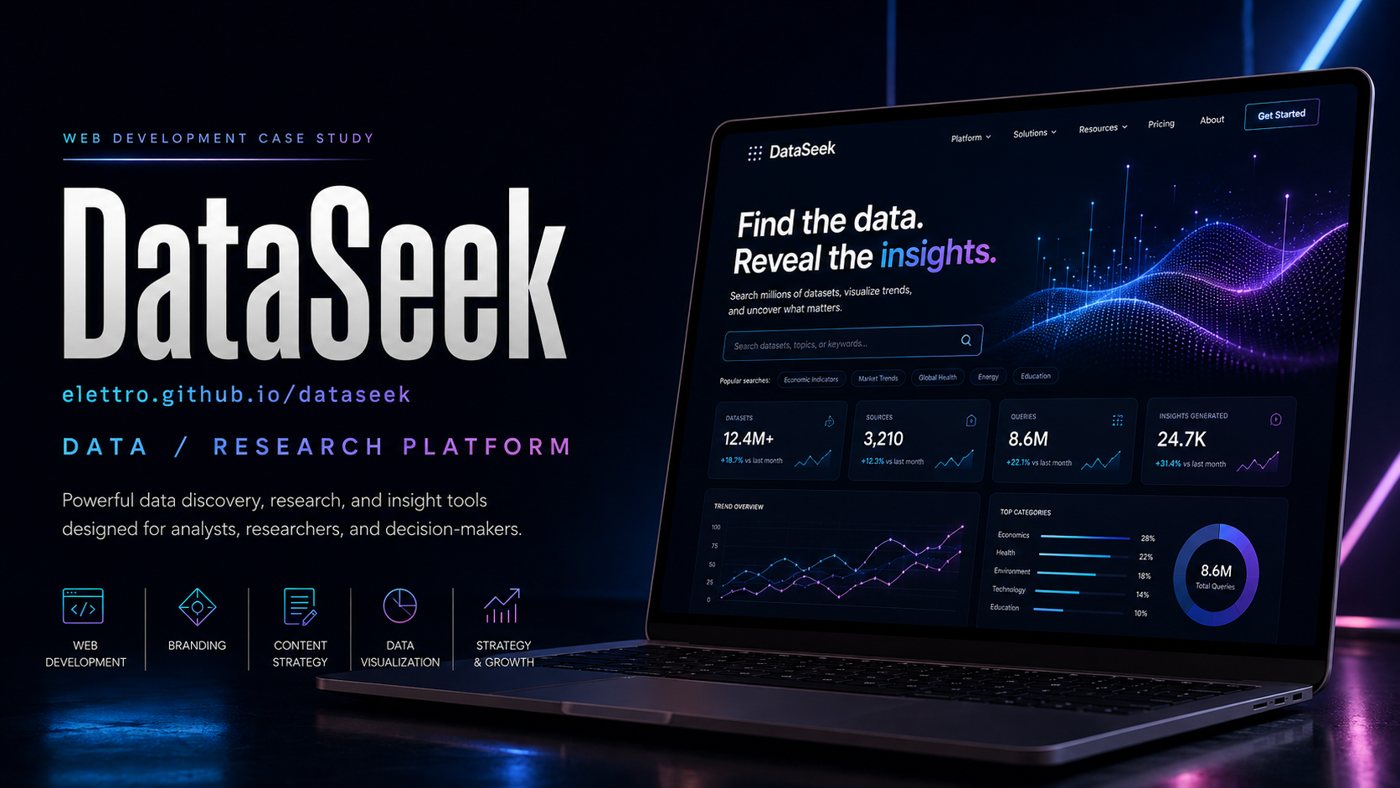 WEB DEVELOPMENT CASE STUDY
DataSeek
elettro.github.io/dataseek
DATA / RESEARCH PLATFORM
Powerful data discovery, research, and insight tools
designed for analysts, researchers, and decision-makers.
WEB
DEVELOPMENT
BRANDING
CONTENT
STRATEGY
DATA
VISUALIZATION
STRATEGY
& GROWTH
DataSeek
Platform
Solutions
Resources
Pricing
About
Get Started
Find the data.
Reveal the insights.
Search millions of datasets, visualize trends,
and uncover what matters.
Search datasets, topics, or keywords...
Popular searches:
Economic Indicators
Market Trends
Global Health
Energy
Education
DATASETS
12.4M+
+18.7% vs last month
SOURCES
3,210
+12.3% vs last month
QUERIES
8.6M
+22.1% vs last month
INSIGHTS GENERATED
24.7K
+31.4% vs last month
TREND OVERVIEW
100
75
50
25
0
TOP CATEGORIES
Economics 28%
Health 22%
Environment 18%
Technology 14%
Education 10%
8.6M
Total Queries